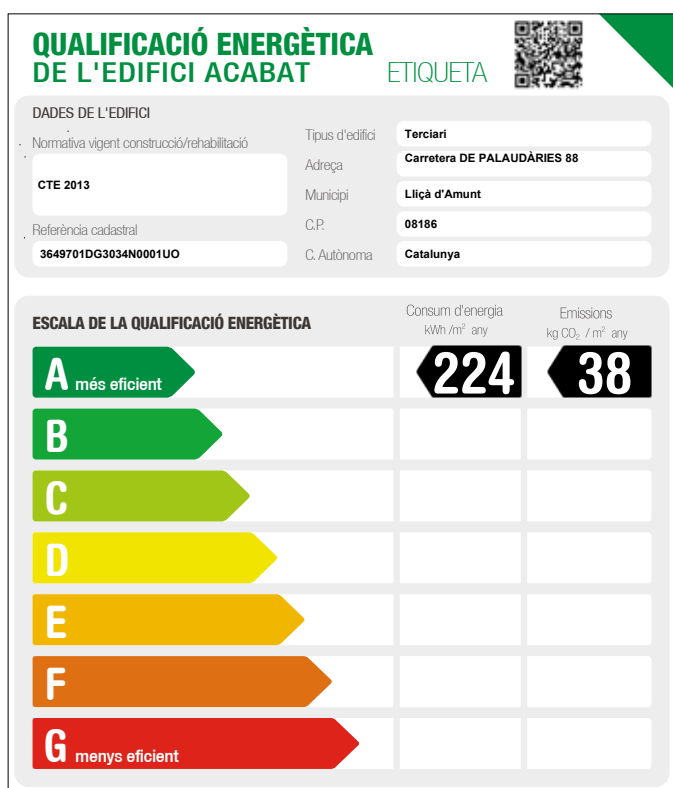 QUALIFICACIÓ ENERGÈTICA
DE L'EDIFICI ACABAT
ETIQUETA
DADES DE L'EDIFICI
Normativa vigent construcció/rehabilitació
CTE 2013
Referència cadastral
3649701DG3034N0001UO
Tipus d'edifici
Terciari
Adreça
Carretera DE PALAUDÀRIES 88
Municipi
Lliçà d'Amunt
C.P.
08186
C. Autònoma
Catalunya
ESCALA DE LA QUALIFICACIÓ ENERGÈTICA
Consum d'energia
kWh /m² any
Emissions
kg CO₂ / m² any
A més eficient
224
38
B
C
D
E
F
G menys eficient